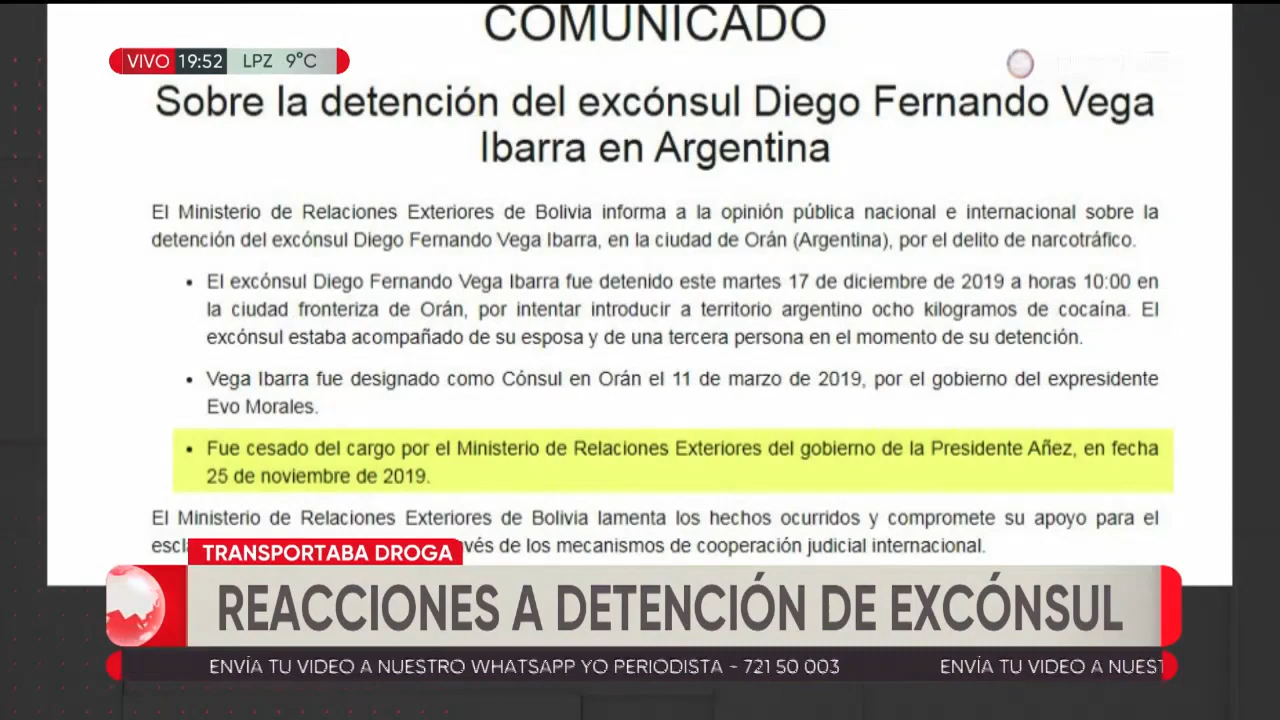 COMUNICADO
VIVO 19:52 LPZ 9°C
Sobre la detención del excónsul Diego Fernando Vega
Ibarra en Argentina
El Ministerio de Relaciones Exteriores de Bolivia informa a la opinión pública nacional e internacional sobre la
detención del excónsul Diego Fernando Vega Ibarra, en la ciudad de Orán (Argentina), por el delito de narcotráfico.
• El excónsul Diego Fernando Vega Ibarra fue detenido este martes 17 de diciembre de 2019 a horas 10:00 en
la ciudad fronteriza de Orán, por intentar introducir a territorio argentino ocho kilogramos de cocaína. El
excónsul estaba acompañado de su esposa y de una tercera persona en el momento de su detención.
• Vega Ibarra fue designado como Cónsul en Orán el 11 de marzo de 2019, por el gobierno del expresidente
Evo Morales.
• Fue cesado del cargo por el Ministerio de Relaciones Exteriores del gobierno de la Presidente Añez, en fecha
25 de noviembre de 2019.
El Ministerio de Relaciones Exteriores de Bolivia lamenta los hechos ocurridos y compromete su apoyo para el
de los mecanismos de cooperación judicial internacional.
TRANSPORTABA DROGA
REACCIONES A DETENCIÓN DE EXCÓNSUL
ENVÍA TU VIDEO A NUESTRO WHATSAPP YO PERIODISTA - 721 50 003 ENVÍA TU VIDEO A NUEST